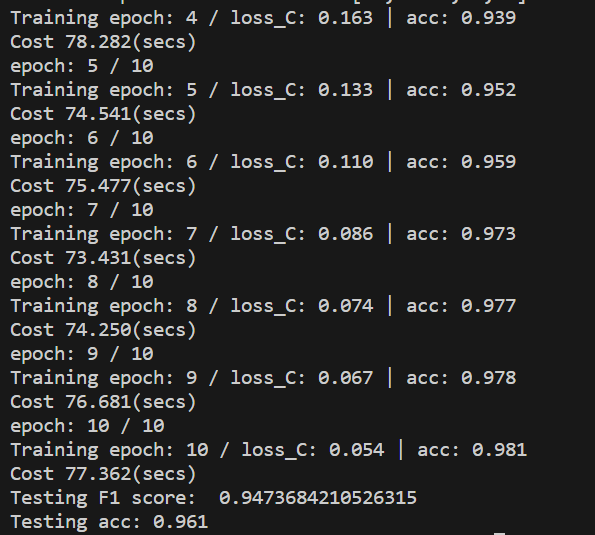 Training epoch: 4 / loss_C: 0.163 | acc: 0.939
Cost 78.282(secs)
epoch: 5 / 10
Training epoch: 5 / loss_C: 0.133 | acc: 0.952
Cost 74.541(secs)
epoch: 6 / 10
Training epoch: 6 / loss_C: 0.110 | acc: 0.959
Cost 75.477(secs)
epoch: 7 / 10
Training epoch: 7 / loss_C: 0.086 | acc: 0.973
Cost 73.431(secs)
epoch: 8 / 10
Training epoch: 8 / loss_C: 0.074 | acc: 0.977
Cost 74.250(secs)
epoch: 9 / 10
Training epoch: 9 / loss_C: 0.067 | acc: 0.978
Cost 76.681(secs)
epoch: 10 / 10
Training epoch: 10 / loss_C: 0.054 | acc: 0.981
Cost 77.362(secs)
Testing F1 score:  0.9473684210526315
Testing acc: 0.961